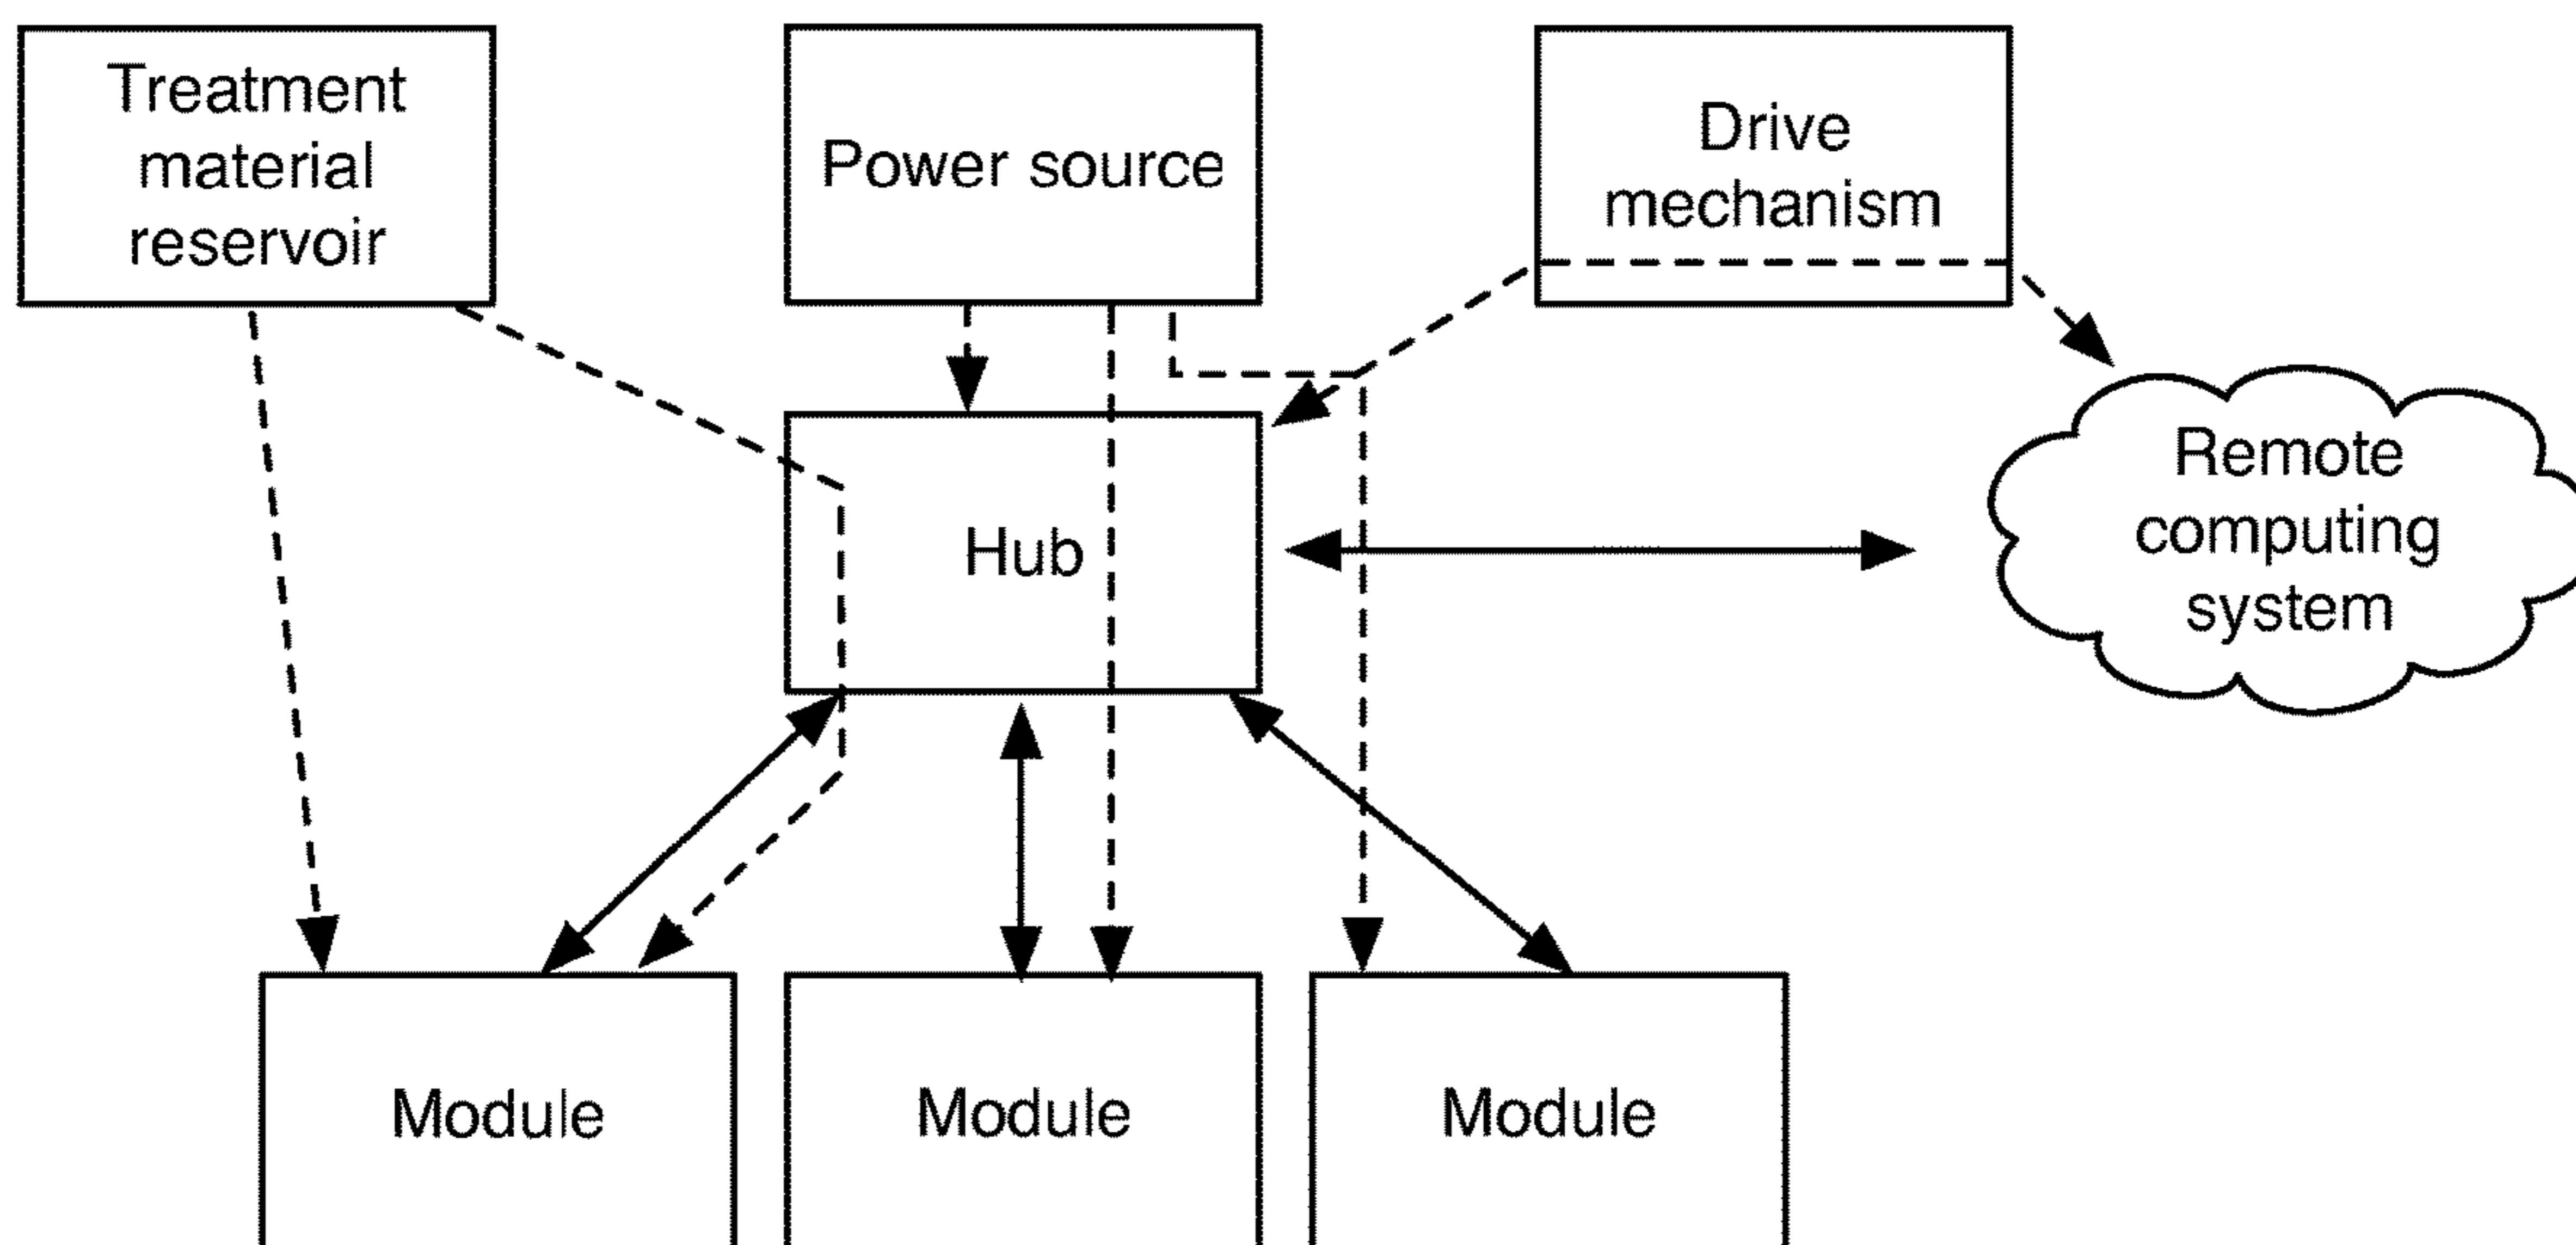 Treatment
material
reservoir
Power source
Drive
mechanism
Hub
Remote
computing
system
Module
Module
Module